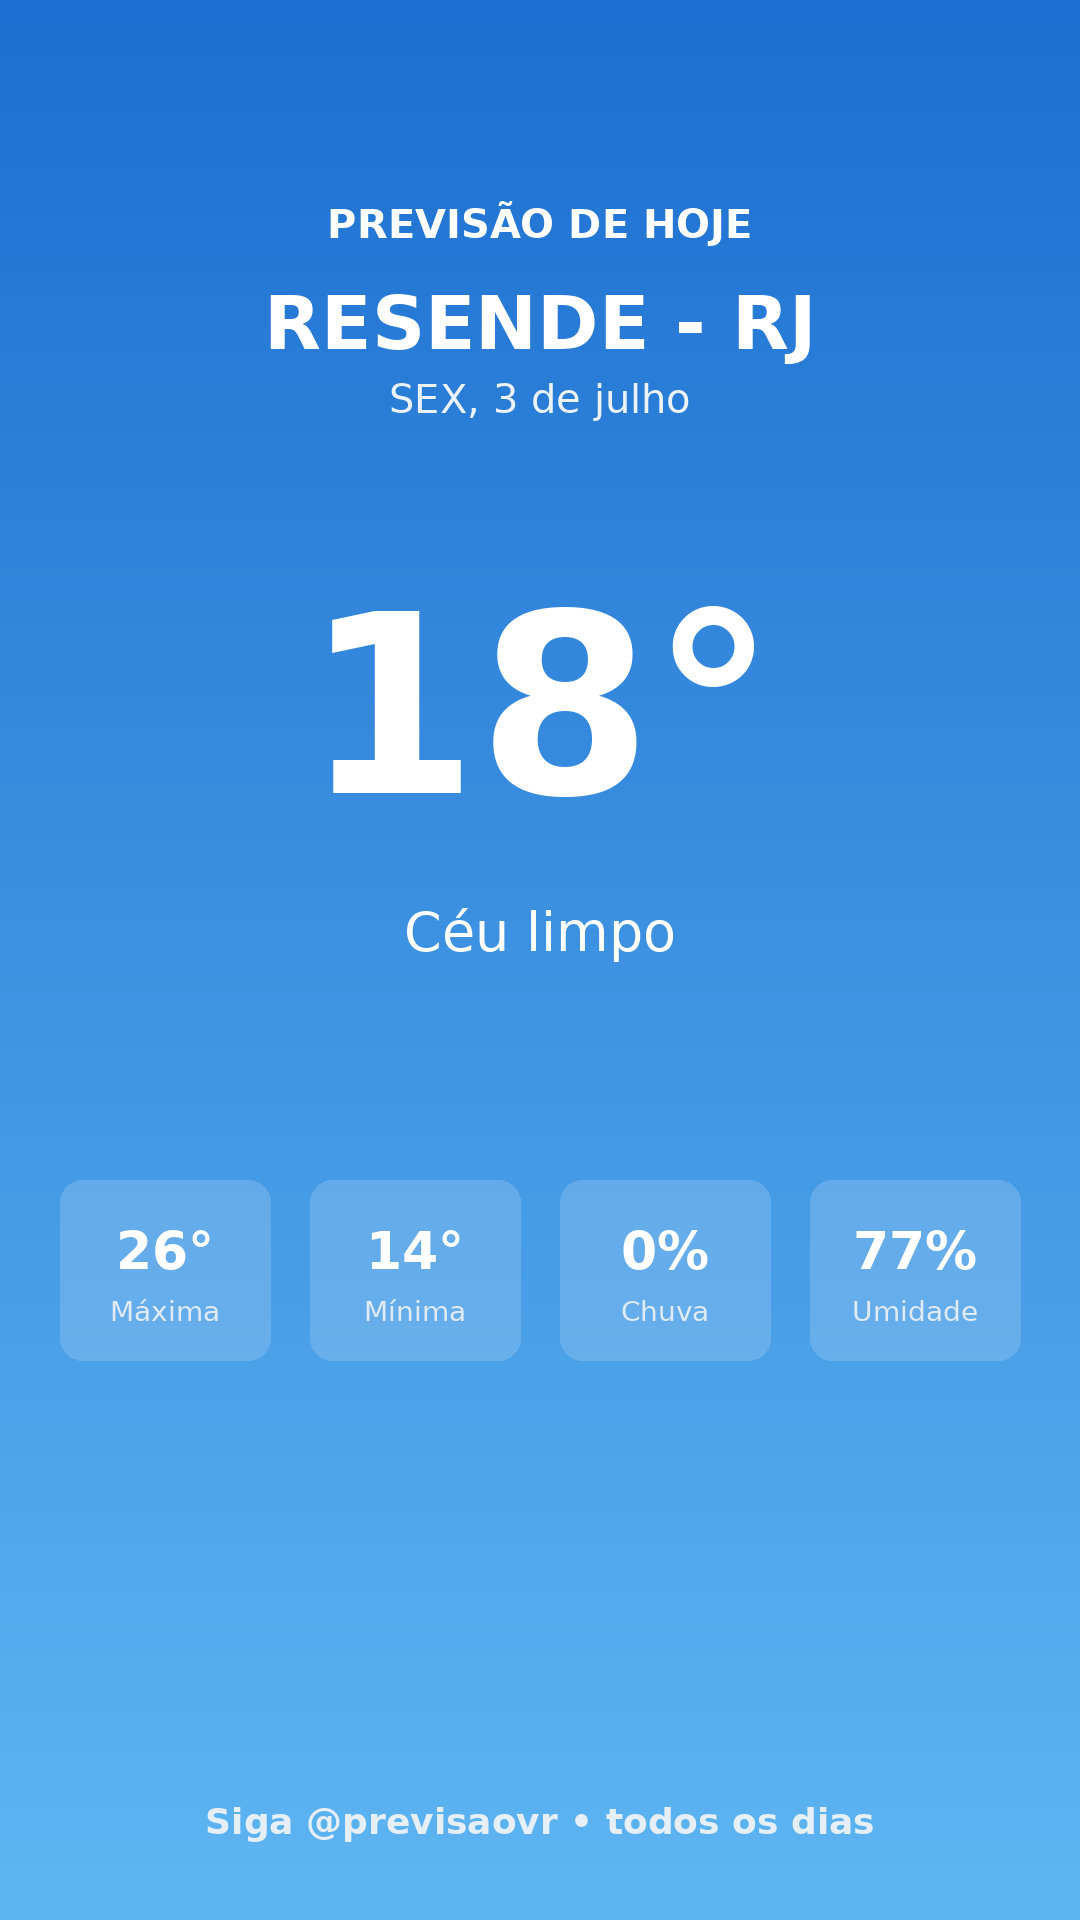 PREVISÃO DE HOJE
RESENDE - RJ
SEX, 3 de julho
18°
Céu limpo
26° 14° 0% 77%
Máxima Mínima Chuva Umidade
Siga @previsaovr • todos os dias